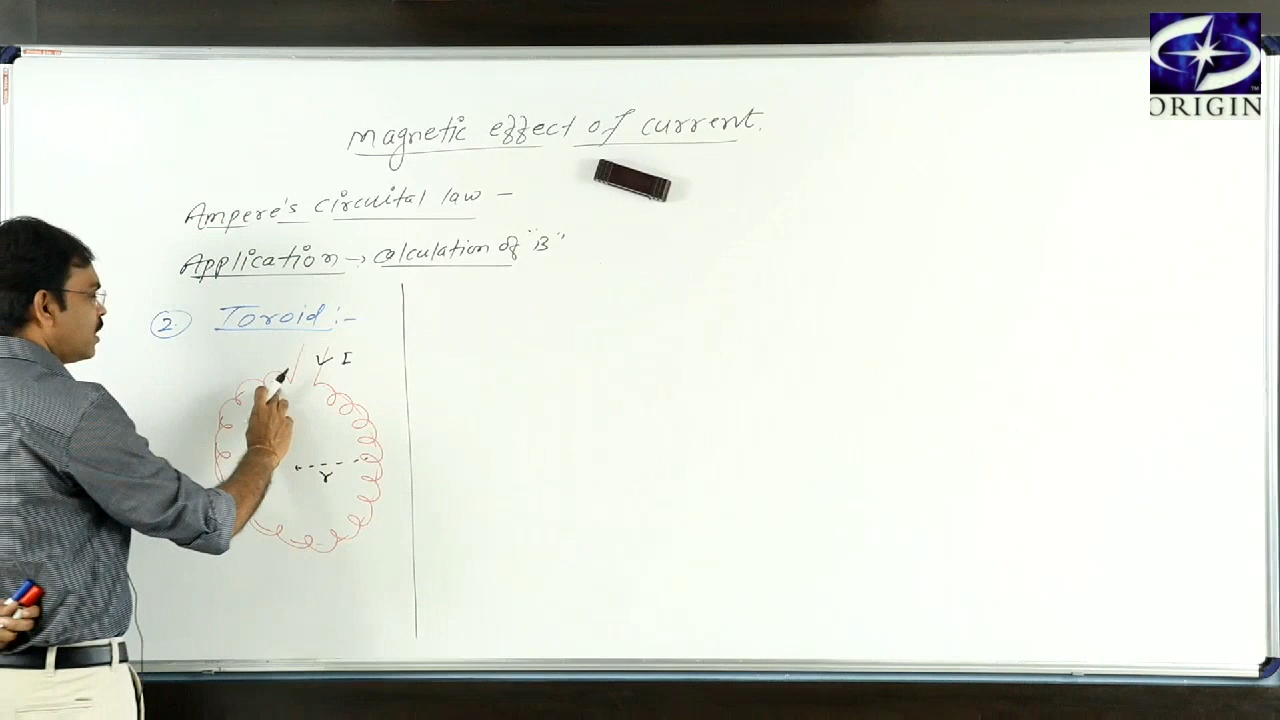 ORIGIN
Magnetic effect of current.
Ampere's circuital law -
Application → calculation of "B"
2. Toroid :-
I
r